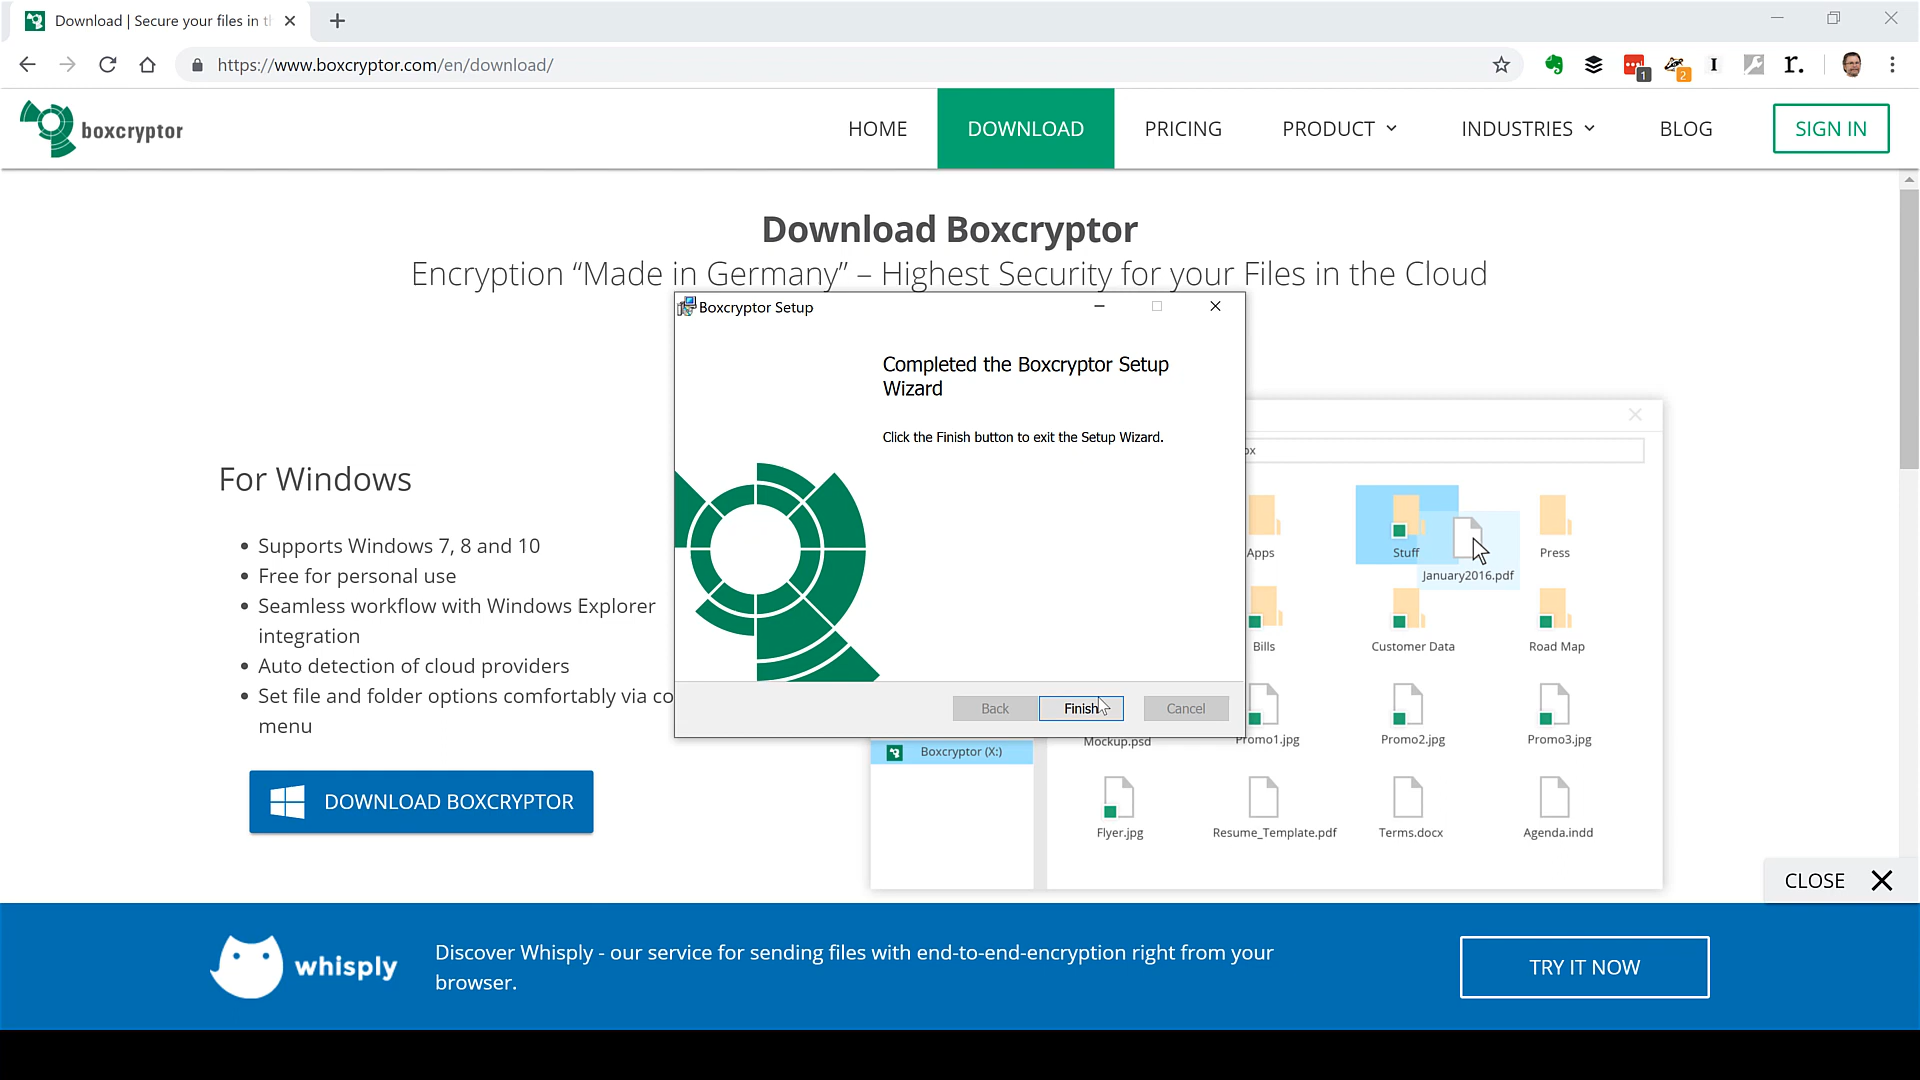 Download | Secure your files in th
https://www.boxcryptor.com/en/download/
1
2
I
r.
boxcryptor
HOME
DOWNLOAD
PRICING
PRODUCT
INDUSTRIES
BLOG
SIGN IN
Download Boxcryptor
Encryption “Made in Germany” – Highest Security for your Files in the Cloud
Boxcryptor Setup
Completed the Boxcryptor Setup
Wizard
Click the Finish button to exit the Setup Wizard.
Back
Finish
Cancel
For Windows
• Supports Windows 7, 8 and 10
• Free for personal use
• Seamless workflow with Windows Explorer
integration
• Auto detection of cloud providers
• Set file and folder options comfortably via co
menu
DOWNLOAD BOXCRYPTOR
ox
Apps
Stuff
January2016.pdf
Press
Bills
Customer Data
Road Map
Mockup.psd
Promo1.jpg
Promo2.jpg
Promo3.jpg
Boxcryptor (X:)
Flyer.jpg
Resume_Template.pdf
Terms.docx
Agenda.indd
CLOSE
whisply
Discover Whisply - our service for sending files with end-to-end-encryption right from your
browser.
TRY IT NOW